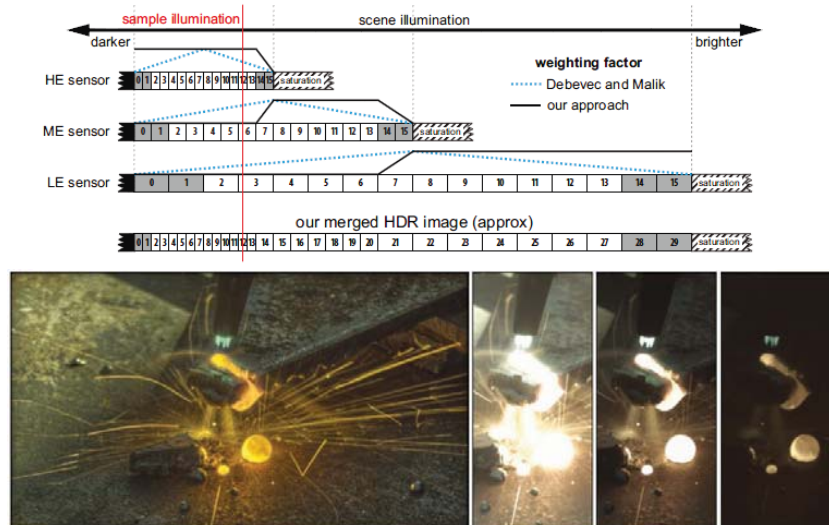 sample illumination
scene illumination
darker
brighter
HE sensor
0 1 2 3 4 5 6 7 8 9 10 11 12 13 14 15 saturation
weighting factor
Debevec and Malik
our approach
ME sensor
0 1 2 3 4 5 6 7 8 9 10 11 12 13 14 15 saturation
LE sensor
0 1 2 3 4 5 6 7 8 9 10 11 12 13 14 15 saturation
our merged HDR image (approx)
0 1 2 3 4 5 6 7 8 9 10 11 12 13 14 15 16 17 18 19 20 21 22 23 24 25 26 27 28 29 saturation